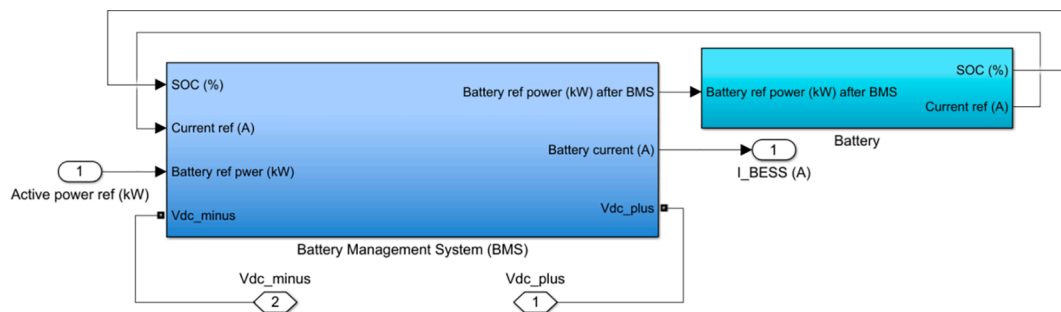 SOC (%)
SOC (%)
Battery ref power (kW) after BMS
Battery ref power (kW) after BMS
Current ref (A)
Current ref (A)
Battery
Battery current (A)
1
I_BESS (A)
1
Battery ref pwer (kW)
Active power ref (kW)
Vdc_minus
Vdc_plus
Battery Management System (BMS)
Vdc_minus
Vdc_plus
2
1